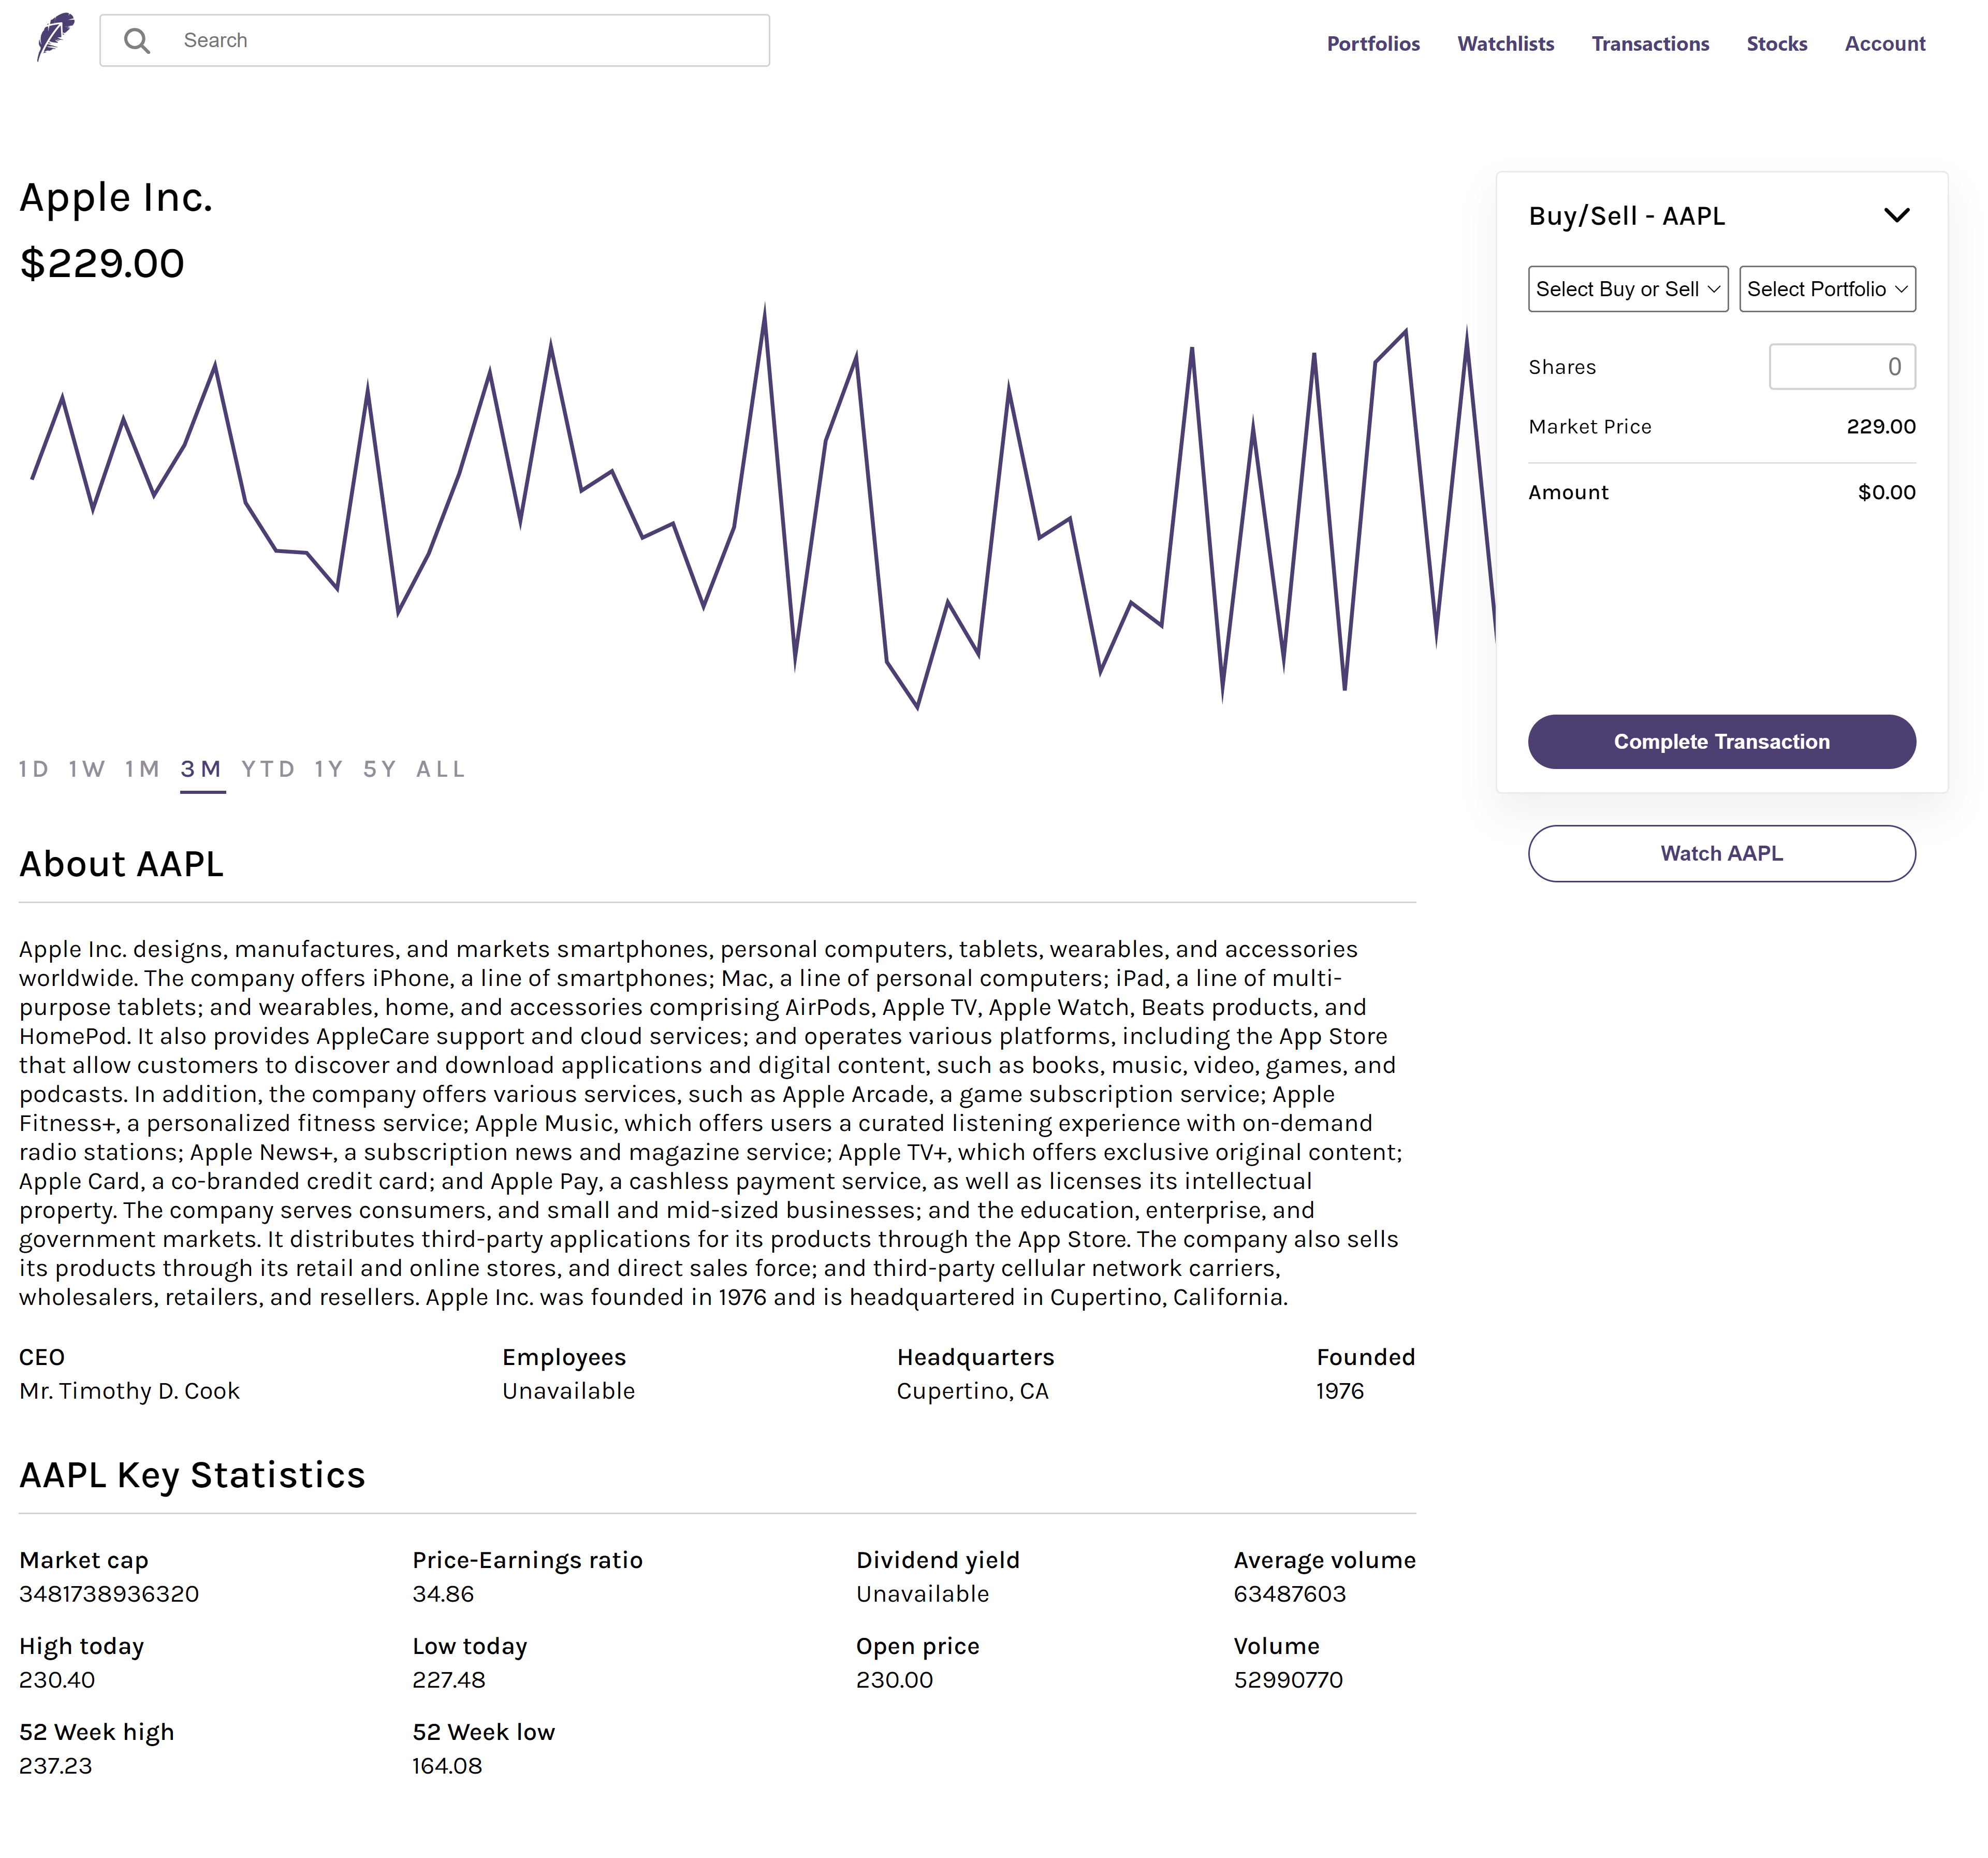 Search
Portfolios Watchlists Transactions Stocks Account
Apple Inc.
$229.00
1D 1W 1M 3M YTD 1Y 5Y ALL
Buy/Sell - AAPL
Select Buy or Sell Select Portfolio
Shares 0
Market Price 229.00
Amount $0.00
Complete Transaction
Watch AAPL
About AAPL
Apple Inc. designs, manufactures, and markets smartphones, personal computers, tablets, wearables, and accessories
worldwide. The company offers iPhone, a line of smartphones; Mac, a line of personal computers; iPad, a line of multi-
purpose tablets; and wearables, home, and accessories comprising AirPods, Apple TV, Apple Watch, Beats products, and
HomePod. It also provides AppleCare support and cloud services; and operates various platforms, including the App Store
that allow customers to discover and download applications and digital content, such as books, music, video, games, and
podcasts. In addition, the company offers various services, such as Apple Arcade, a game subscription service; Apple
Fitness+, a personalized fitness service; Apple Music, which offers users a curated listening experience with on-demand
radio stations; Apple News+, a subscription news and magazine service; Apple TV+, which offers exclusive original content;
Apple Card, a co-branded credit card; and Apple Pay, a cashless payment service, as well as licenses its intellectual
property. The company serves consumers, and small and mid-sized businesses; and the education, enterprise, and
government markets. It distributes third-party applications for its products through the App Store. The company also sells
its products through its retail and online stores, and direct sales force; and third-party cellular network carriers,
wholesalers, retailers, and resellers. Apple Inc. was founded in 1976 and is headquartered in Cupertino, California.
CEO Employees Headquarters Founded
Mr. Timothy D. Cook Unavailable Cupertino, CA 1976
AAPL Key Statistics
Market cap Price-Earnings ratio Dividend yield Average volume
3481738936320 34.86 Unavailable 63487603
High today Low today Open price Volume
230.40 227.48 230.00 52990770
52 Week high 52 Week low
237.23 164.08